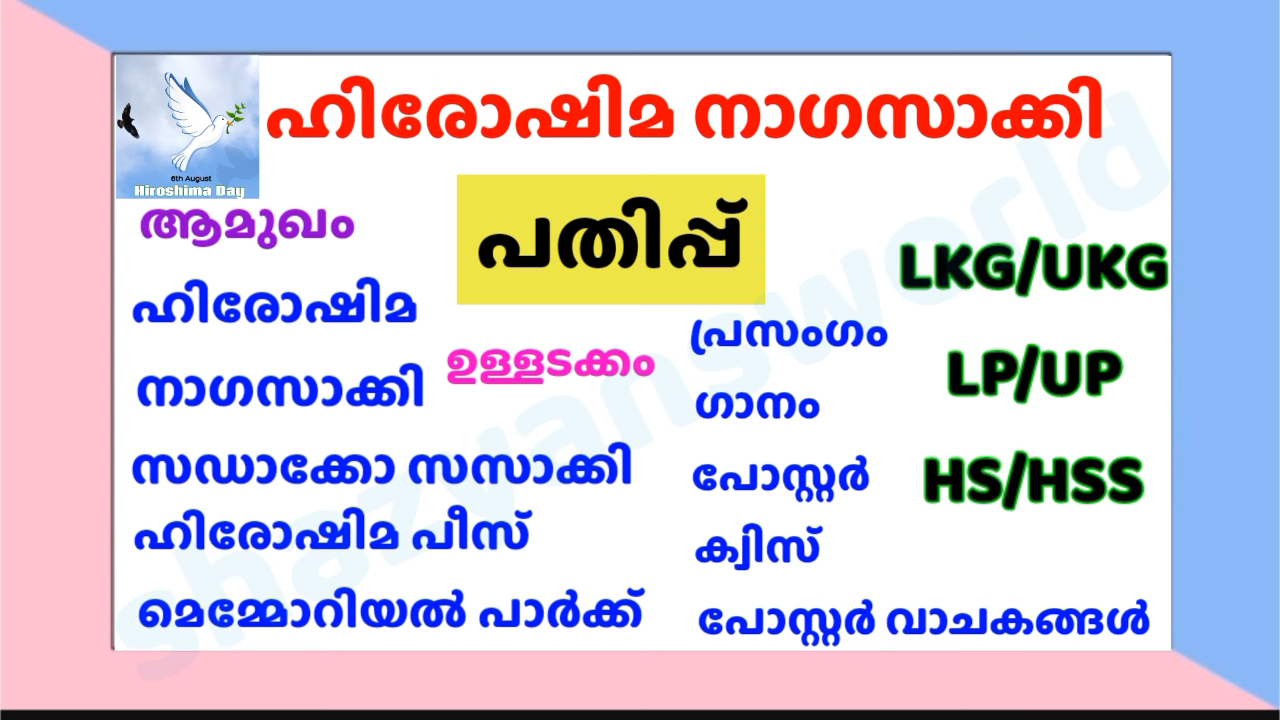 ഹിരോഷിമ നാഗസാക്കി
6th August
Hiroshima Day
പതിപ്പ്
ആമുഖം
ഹിരോഷിമ
നാഗസാക്കി
സഡാക്കോ സസാക്കി
ഹിരോഷിമ പീസ്
മെമ്മോറിയൽ പാർക്ക്
ഉള്ളടക്കം
പ്രസംഗം
ഗാനം
പോസ്റ്റർ
ക്വിസ്
പോസ്റ്റർ വാചകങ്ങൾ
LKG/UKG
LP/UP
HS/HSS
shazyansworld